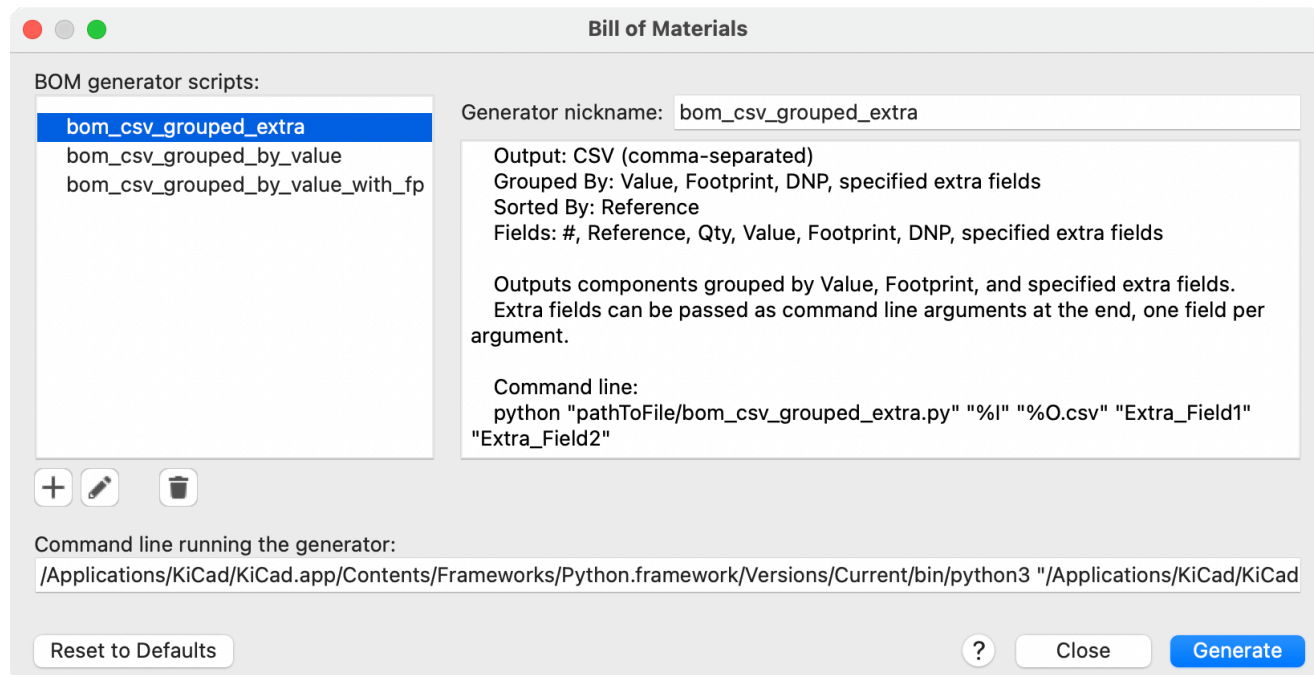 Bill of Materials
BOM generator scripts:
bom_csv_grouped_extra
bom_csv_grouped_by_value
bom_csv_grouped_by_value_with_fp
Generator nickname: bom_csv_grouped_extra
Output: CSV (comma-separated)
Grouped By: Value, Footprint, DNP, specified extra fields
Sorted By: Reference
Fields: #, Reference, Qty, Value, Footprint, DNP, specified extra fields
Outputs components grouped by Value, Footprint, and specified extra fields.
Extra fields can be passed as command line arguments at the end, one field per
argument.
Command line:
python "pathToFile/bom_csv_grouped_extra.py" "%I" "%O.csv" "Extra_Field1"
"Extra_Field2"
Command line running the generator:
/Applications/KiCad/KiCad.app/Contents/Frameworks/Python.framework/Versions/Current/bin/python3 "/Applications/KiCad/KiCad
Reset to Defaults
?
Close
Generate